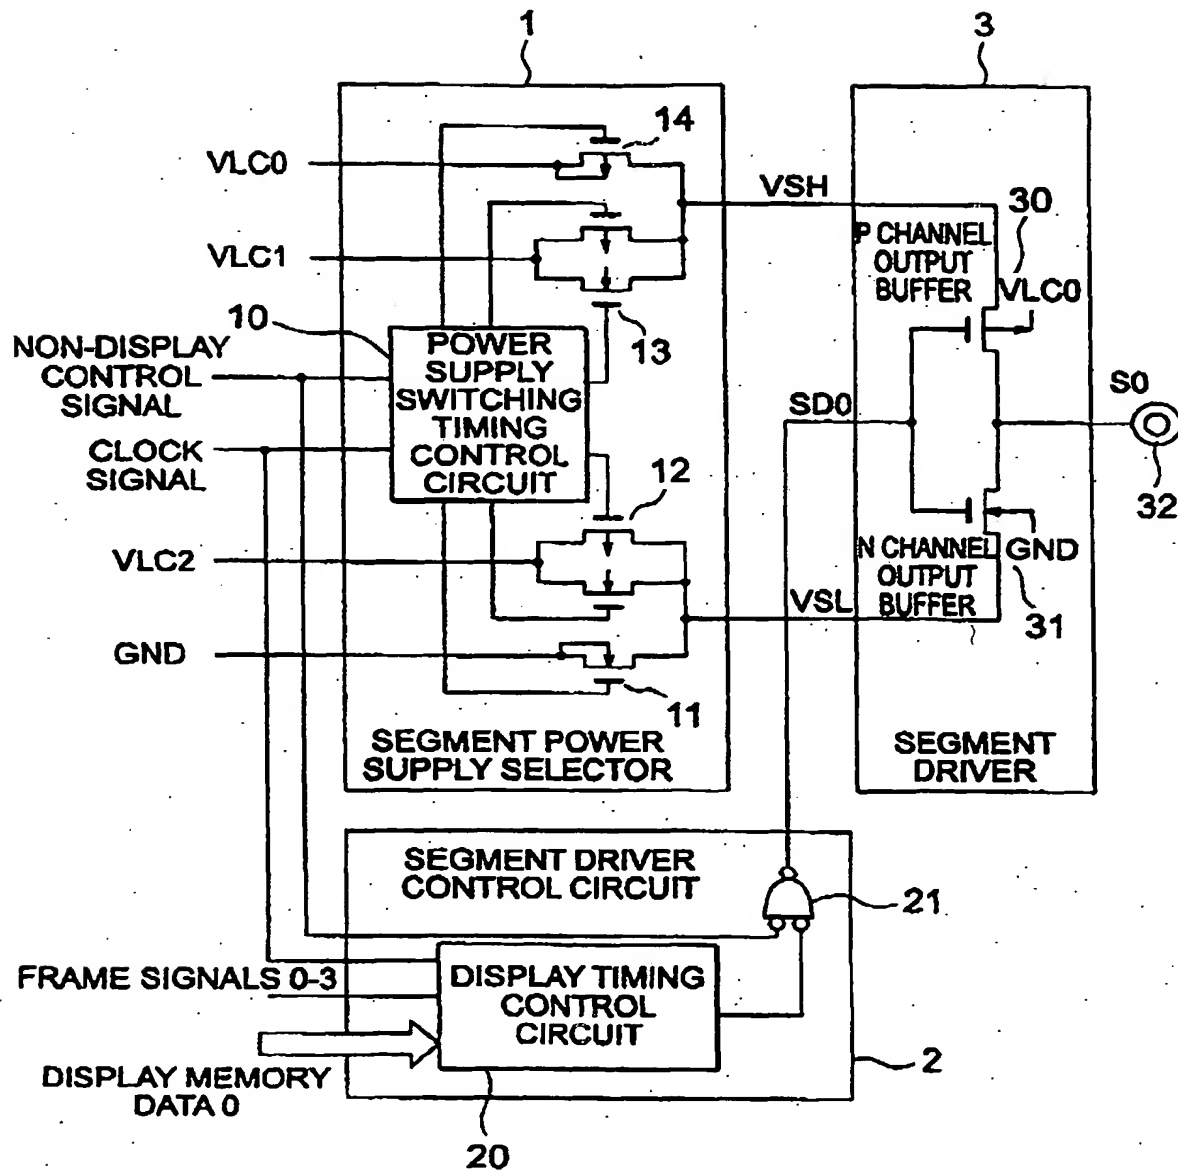 1
3
14
VLC0
VSH
30
P CHANNEL
OUTPUT
BUFFER
VLC0
VLC1
13
10
POWER
SUPPLY
SWITCHING
TIMING
CONTROL
CIRCUIT
NON-DISPLAY
CONTROL
SIGNAL
CLOCK
SIGNAL
SD0
S0
32
12
VLC2
N CHANNEL
OUTPUT
BUFFER
GND
31
VSL
GND
11
SEGMENT POWER
SUPPLY SELECTOR
SEGMENT
DRIVER
SEGMENT DRIVER
CONTROL CIRCUIT
21
FRAME SIGNALS 0-3
DISPLAY TIMING
CONTROL
CIRCUIT
2
DISPLAY MEMORY
DATA 0
20